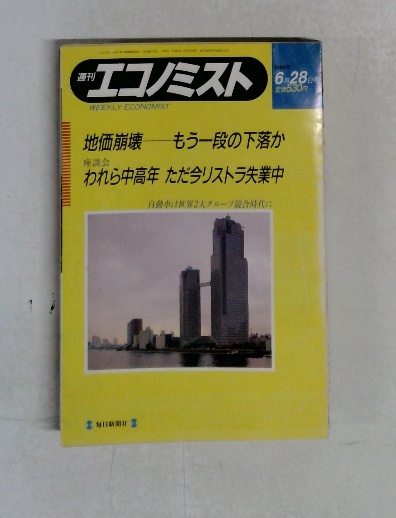 週刊
エコノミスト
WEEKLY ECONOMIST
6月28日号
定価530円
地価崩壊――もう一段の下落か
座談会
われら中高年 ただ今リストラ失業中
自動車は世界2大グループ競合時代に
毎日新聞社